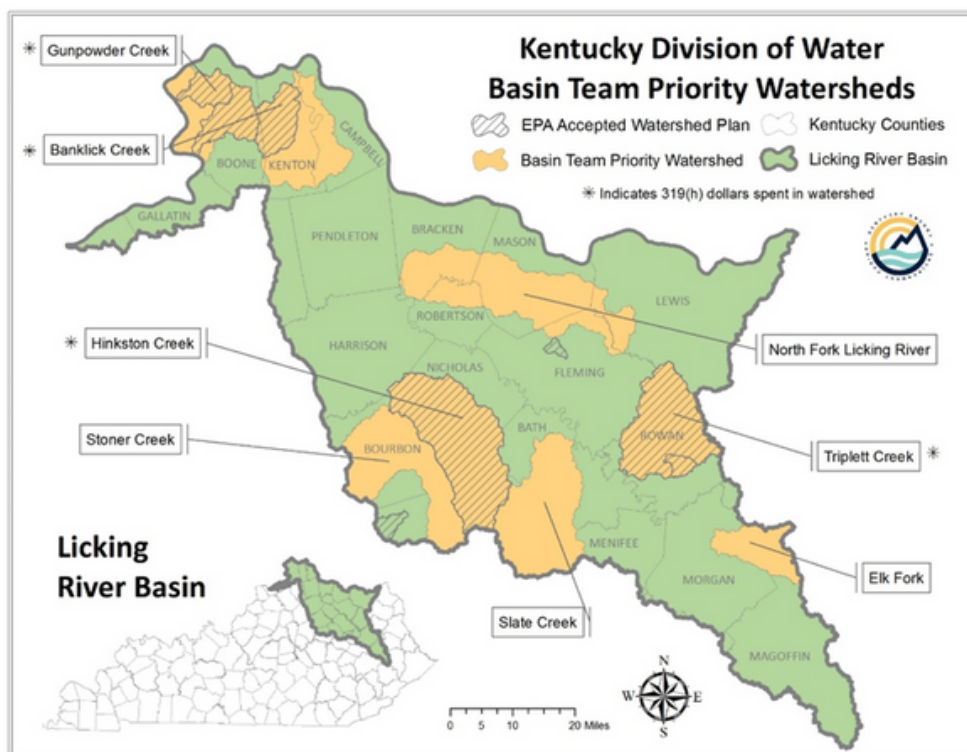 Kentucky Division of Water
Basin Team Priority Watersheds
EPA Accepted Watershed Plan
Kentucky Counties
Basin Team Priority Watershed
Licking River Basin
✳ Indicates 319(h) dollars spent in watershed
✳ Gunpowder Creek
✳ Banklick Creek
BOONE
KENTON
CAMPBELL
GALLATIN
PENDLETON
BRACKEN
MASON
LEWIS
ROBERTSON
North Fork Licking River
✳ Hinkston Creek
HARRISON
NICHOLAS
FLEMING
Stoner Creek
BOURBON
BATH
ROWAN
Triplett Creek ✳
MENIFEE
Elk Fork
MORGAN
Slate Creek
MAGOFFIN
Licking
River Basin
N
W E
S
0 5 10 20 Miles